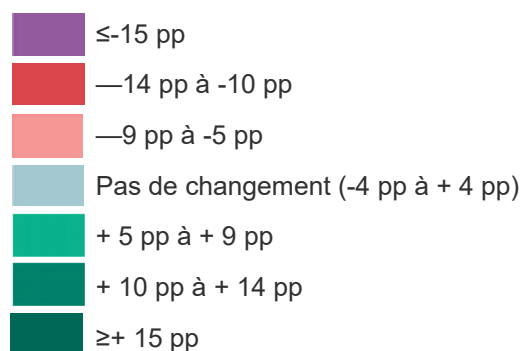 ≤-15 pp
—14 pp à -10 pp
—9 pp à -5 pp
Pas de changement (-4 pp à + 4 pp)
+ 5 pp à + 9 pp
+ 10 pp à + 14 pp
≥+ 15 pp